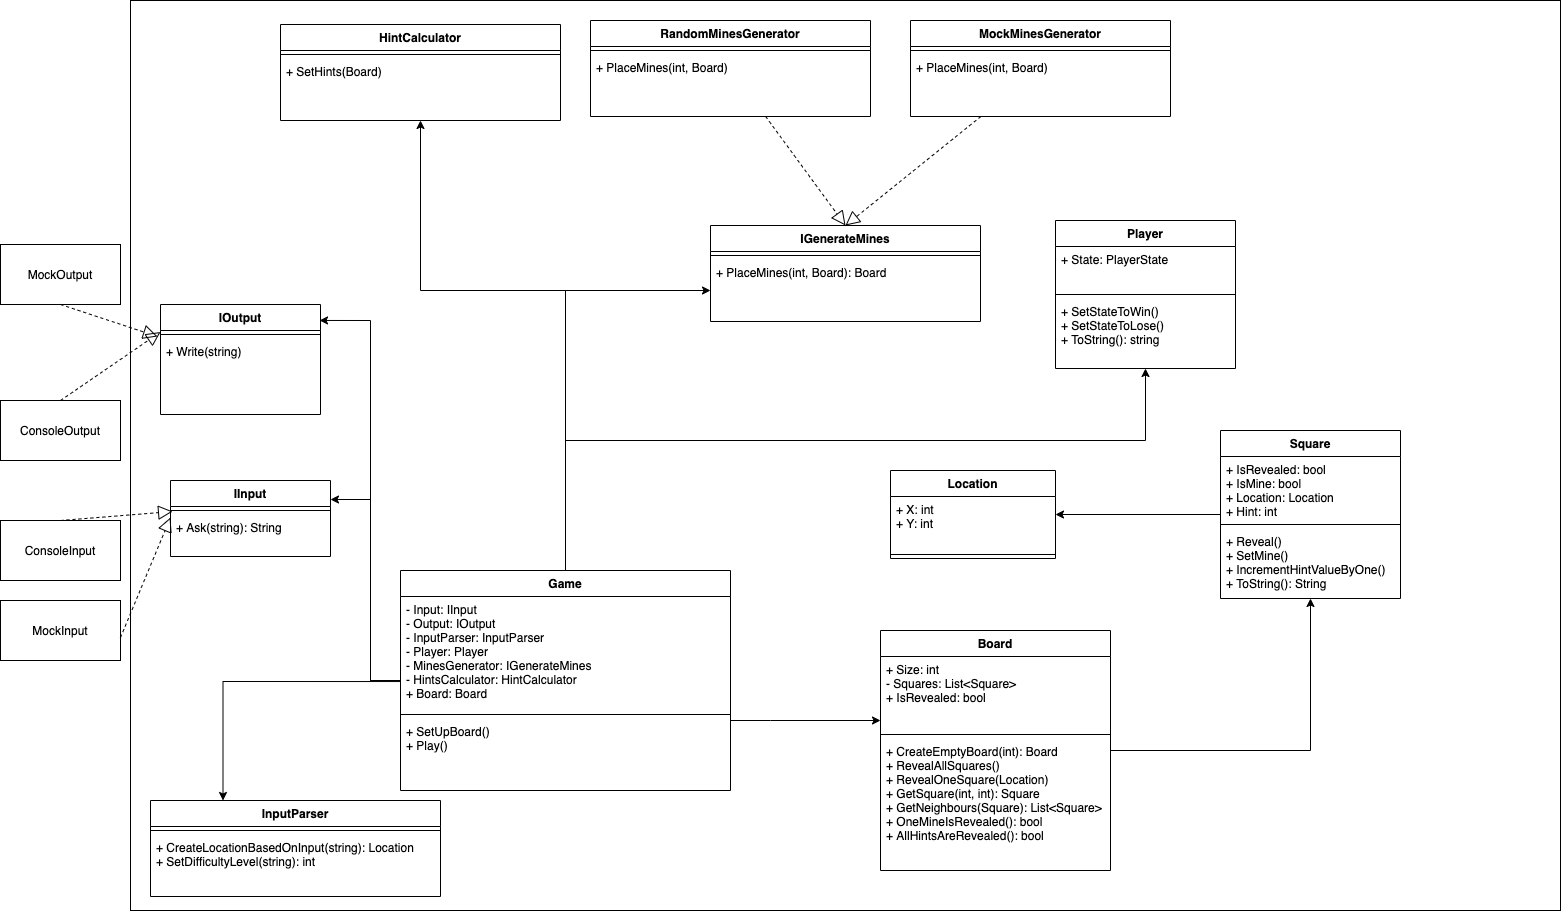 HintCalculator
+ SetHints(Board)
RandomMinesGenerator
+ PlaceMines(int, Board)
MockMinesGenerator
+ PlaceMines(int, Board)
IGenerateMines
+ PlaceMines(int, Board): Board
Player
+ State: PlayerState
+ SetStateToWin()
+ SetStateToLose()
+ ToString(): string
MockOutput
IOutput
+ Write(string)
ConsoleOutput
IInput
+ Ask(string): String
ConsoleInput
MockInput
Location
+ X: int
+ Y: int
Square
+ IsRevealed: bool
+ IsMine: bool
+ Location: Location
+ Hint: int
+ Reveal()
+ SetMine()
+ IncrementHintValueByOne()
+ ToString(): String
Game
- Input: IInput
- Output: IOutput
- InputParser: InputParser
- Player: Player
- MinesGenerator: IGenerateMines
- HintsCalculator: HintCalculator
+ Board: Board
+ SetUpBoard()
+ Play()
Board
+ Size: int
- Squares: List<Square>
+ IsRevealed: bool
+ CreateEmptyBoard(int): Board
+ RevealAllSquares()
+ RevealOneSquare(Location)
+ GetSquare(int, int): Square
+ GetNeighbours(Square): List<Square>
+ OneMineIsRevealed(): bool
+ AllHintsAreRevealed(): bool
InputParser
+ CreateLocationBasedOnInput(string): Location
+ SetDifficultyLevel(string): int